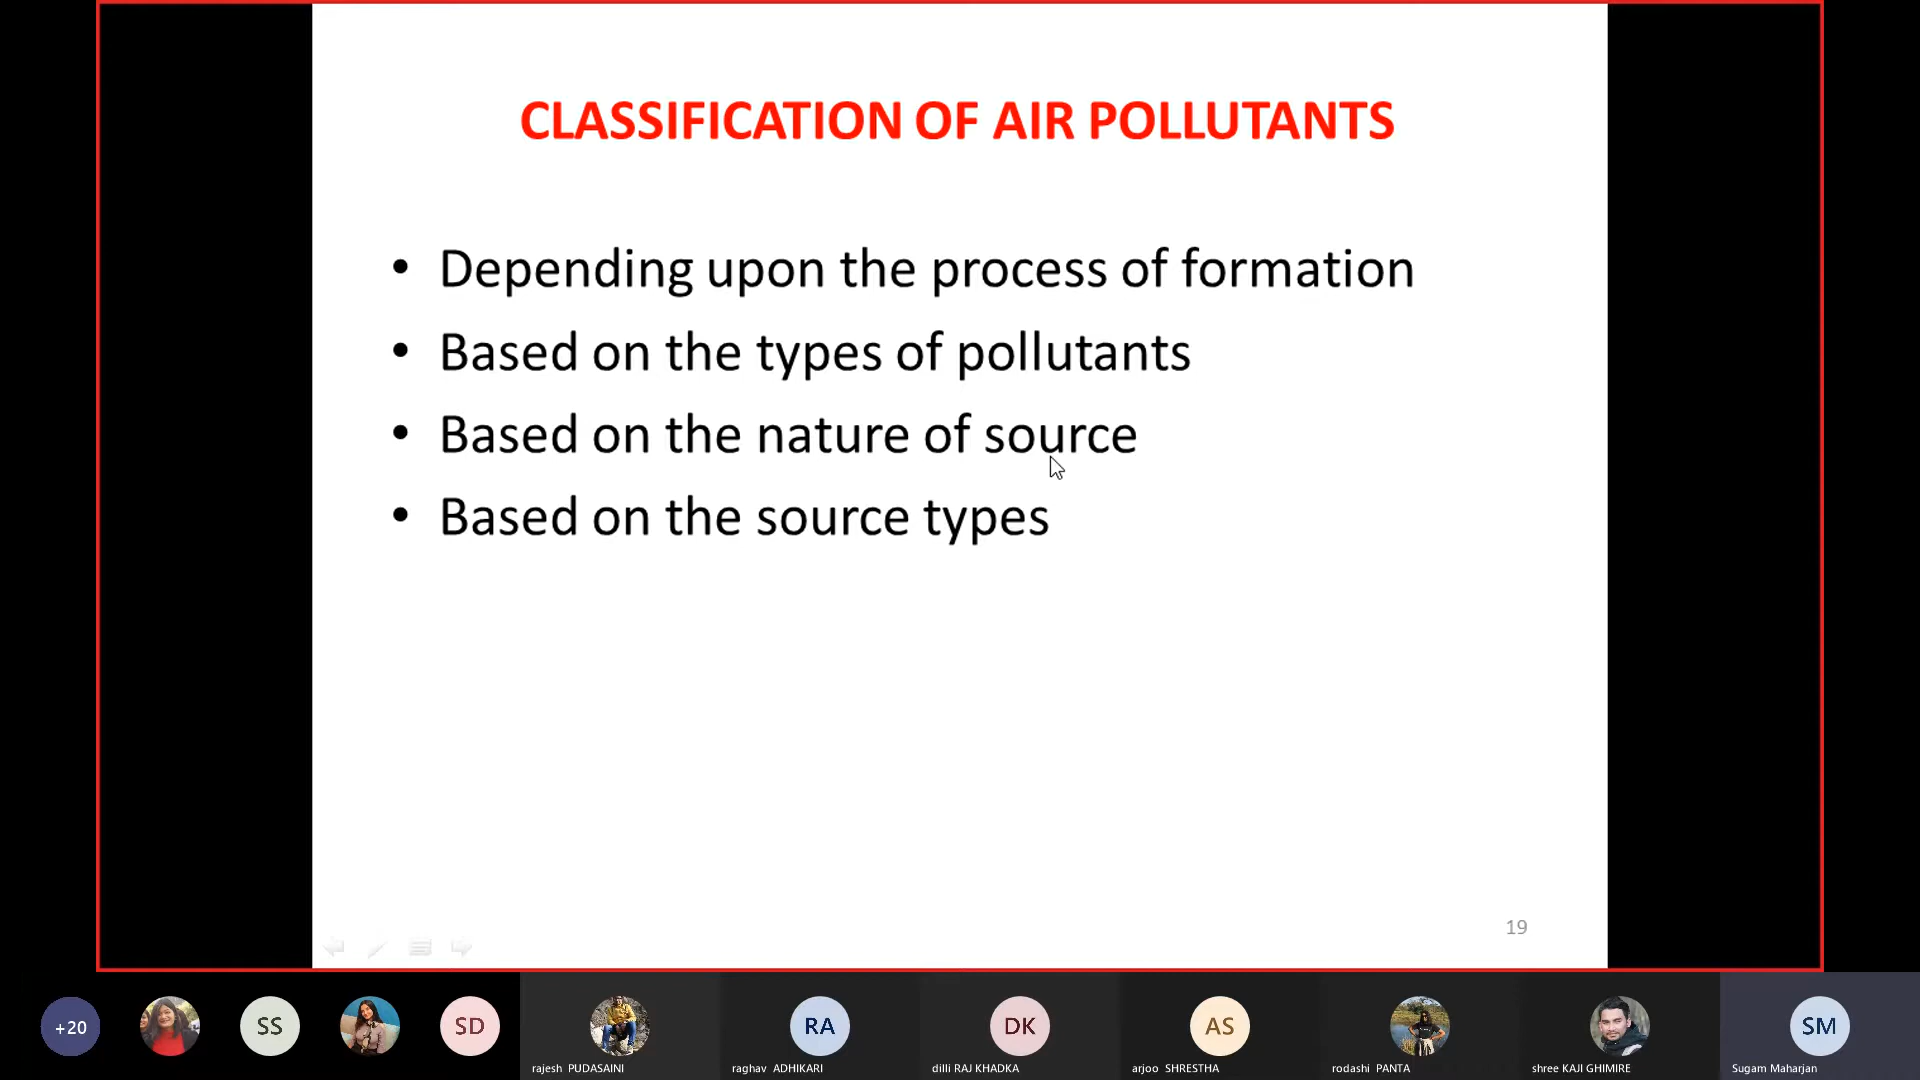 CLASSIFICATION OF AIR POLLUTANTS
• Depending upon the process of formation
• Based on the types of pollutants
• Based on the nature of source
• Based on the source types
19
+20
SS
SD
RA
DK
AS
SM
rajesh PUDASAINI
raghav ADHIKARI
dilli RAJ KHADKA
arjoo SHRESTHA
rodashi PANTA
shree KAJI GHIMIRE
Sugam Maharjan